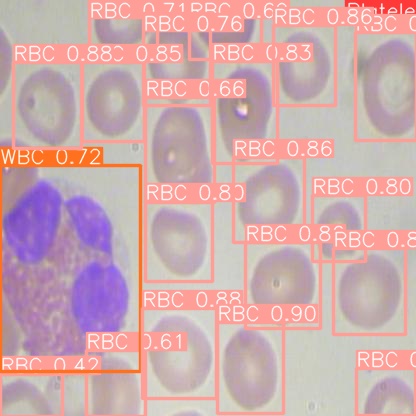 RBC 0.71
RBC 0.66
RBC 0.86
Platele
RBC 0.76
RBC
RBC 0.88
0.85
RBC 0.83
RBC 0.66
RBC 0.86
WBC 0.72
RBC 0.80
RBC 0.80
RBC 0.8
RBC 0.8
RBC 0.88
RBC 0.90
RBC 0.61
RBC 0.42
RBC 0.